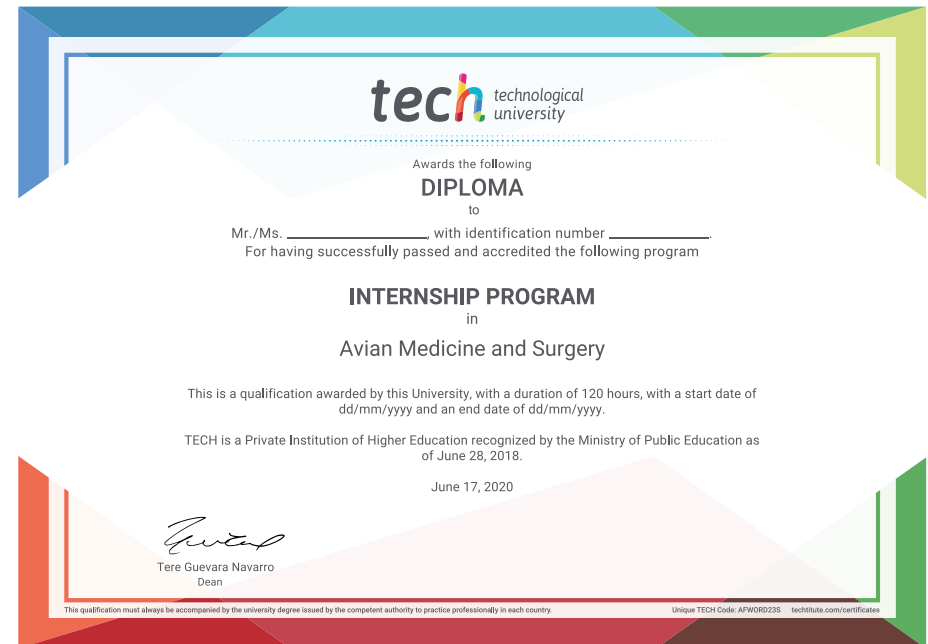 tech technological
university
Awards the following
DIPLOMA
to
Mr./Ms. ____________________, with identification number ______________.
For having successfully passed and accredited the following program
INTERNSHIP PROGRAM
in
Avian Medicine and Surgery
This is a qualification awarded by this University, with a duration of 120 hours, with a start date of
dd/mm/yyyy and an end date of dd/mm/yyyy.
TECH is a Private Institution of Higher Education recognized by the Ministry of Public Education as
of June 28, 2018.
June 17, 2020
Tere Guevara Navarro
Dean
This qualification must always be accompanied by the university degree issued by the competent authority to practice professionally in each country.
Unique TECH Code: AFWORD23S techtitute.com/certificates